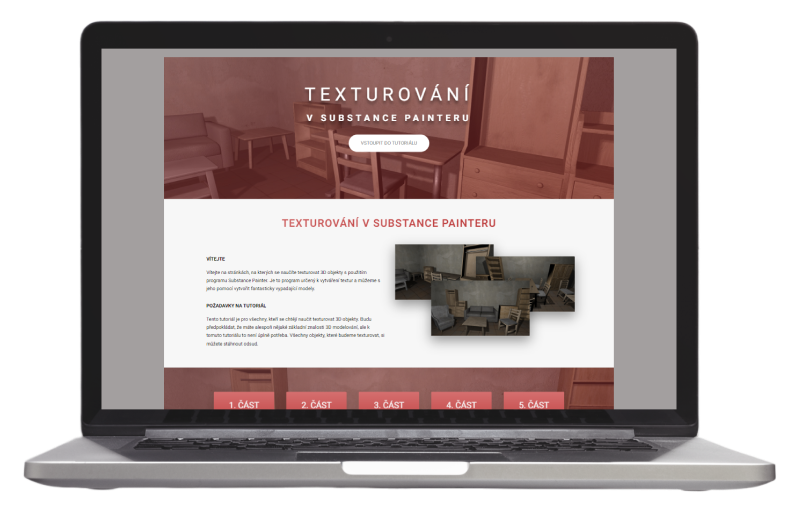 TEXTUROVÁNÍ
V SUBSTANCE PAINTERU
VSTOUPIT DO TUTORIÁLU
TEXTUROVÁNÍ V SUBSTANCE PAINTERU
VÍTEJTE
Vítejte na stránkách, na kterých se naučíte texturovat 3D objekty s použitím
programu Substance Painter. Je to program určený k vytváření textur a můžeme s
jeho pomocí vytvořit fantasticky vypadající modely.
POŽADAVKY NA TUTORIÁL
Tento tutoriál je pro všechny, kteří se chtějí naučit texturovat 3D objekty. Budu
předpokládat, že máte alespoň nějaké základní znalosti 3D modelování, ale k
tomuto tutoriálu to není úplně potřeba. Všechny objekty, které budeme texturovat, si
můžete stáhnout odsud.
1. ČÁST
2. ČÁST
3. ČÁST
4. ČÁST
5. ČÁST